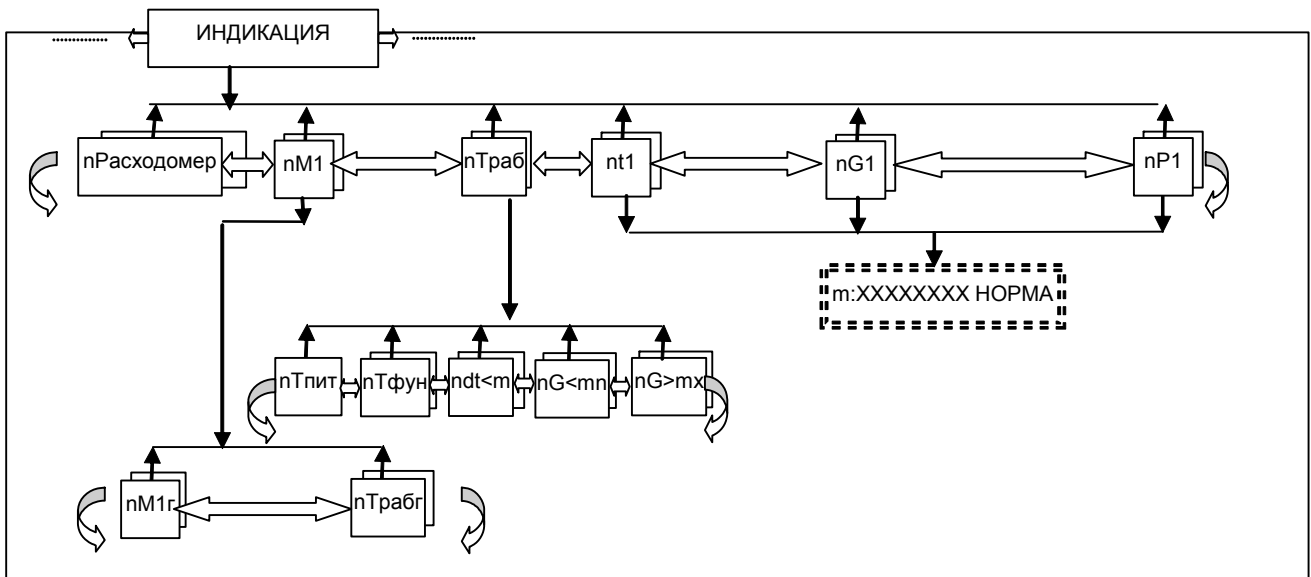 ИНДИКАЦИЯ
nРасходомер
nM1
nTраб
nt1
nG1
nP1
m:XXXXXXXX НОРМА
nTпит
nTфун
ndt<m
nG<mn
nG>mx
nM1г
nTрабг